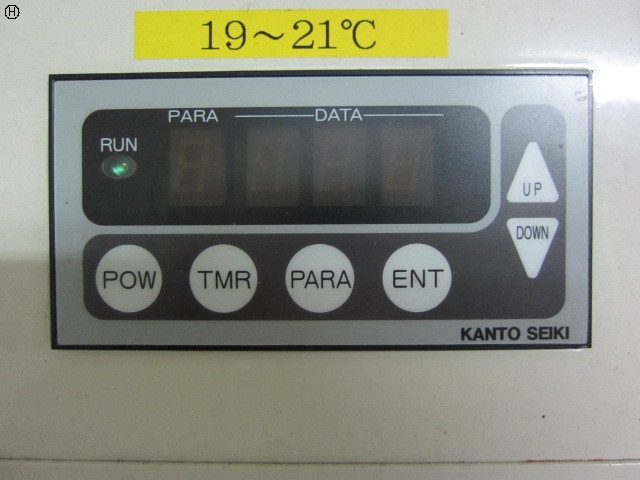 H
19～21℃
PARA DATA
RUN
UP
DOWN
POW TMR PARA ENT
KANTO SEIKI